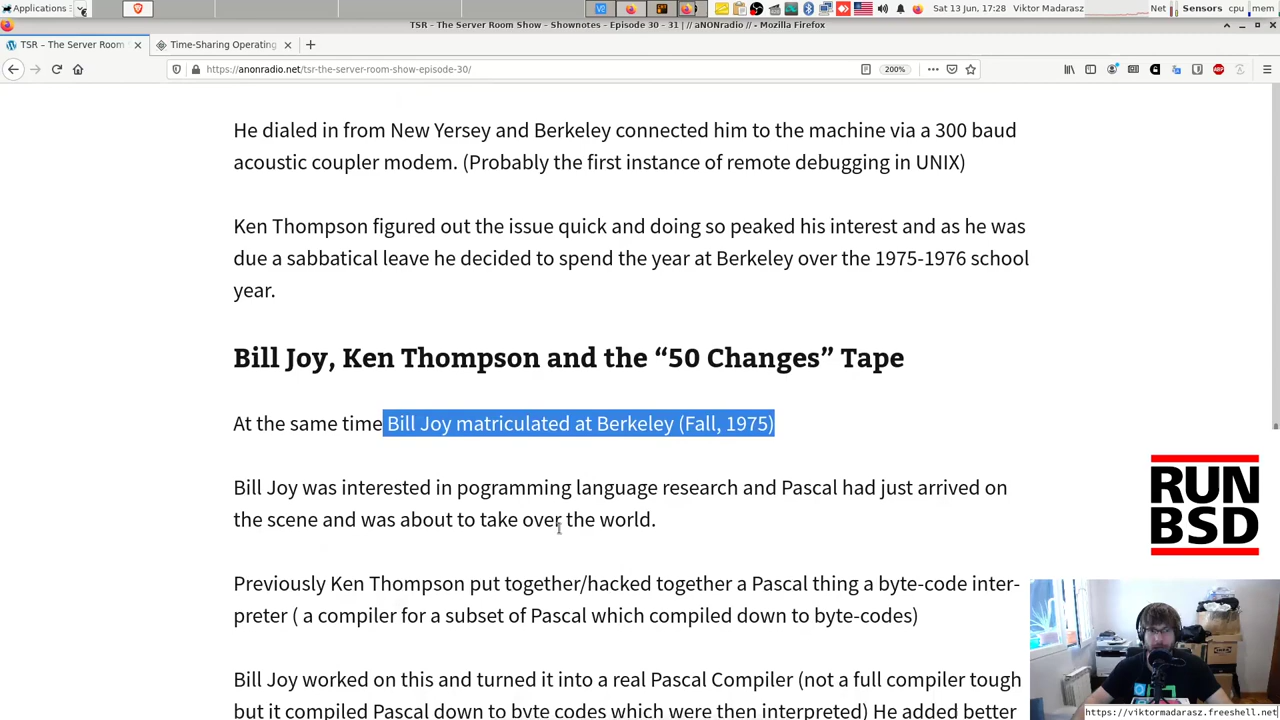 Applications
Sat 13 Jun, 17:28 Viktor Madarasz
Net
Sensors cpu mem
TSR – The Server Room Show – Shownotes – Episode 30 - 31 | // aNONradio // - Mozilla Firefox
TSR – The Server Room
Time-Sharing Operating
https://anonradio.net/tsr-the-server-room-show-episode-30/
200%
ABP
He dialed in from New Yersey and Berkeley connected him to the machine via a 300 baud
acoustic coupler modem. (Probably the first instance of remote debugging in UNIX)
Ken Thompson figured out the issue quick and doing so peaked his interest and as he was
due a sabbatical leave he decided to spend the year at Berkeley over the 1975-1976 school
year.
Bill Joy, Ken Thompson and the “50 Changes” Tape
At the same time Bill Joy matriculated at Berkeley (Fall, 1975)
Bill Joy was interested in pogramming language research and Pascal had just arrived on
the scene and was about to take over the world.
Previously Ken Thompson put together/hacked together a Pascal thing a byte-code inter-
preter ( a compiler for a subset of Pascal which compiled down to byte-codes)
Bill Joy worked on this and turned it into a real Pascal Compiler (not a full compiler tough
but it compiled Pascal down to byte codes which were then interpreted) He added better
RUN
BSD
https://viktormadarasz.freeshell.net